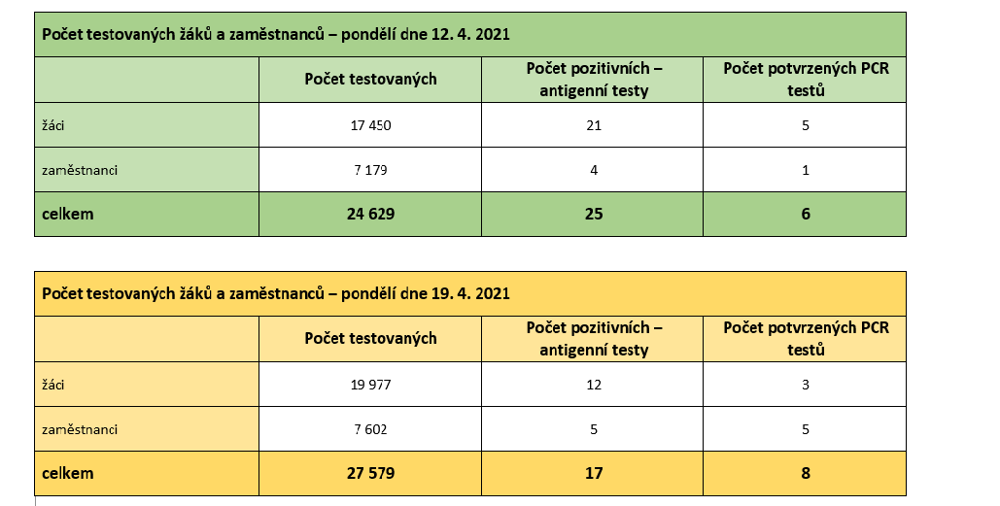 Počet testovaných žáků a zaměstnanců – pondělí dne 12. 4. 2021
Počet testovaných
Počet pozitivních –
antigenní testy
Počet potvrzených PCR
testů
žáci 17 450 21 5
zaměstnanci 7 179 4 1
celkem 24 629 25 6
Počet testovaných žáků a zaměstnanců – pondělí dne 19. 4. 2021
Počet testovaných
Počet pozitivních –
antigenní testy
Počet potvrzených PCR
testů
žáci 19 977 12 3
zaměstnanci 7 602 5 5
celkem 27 579 17 8